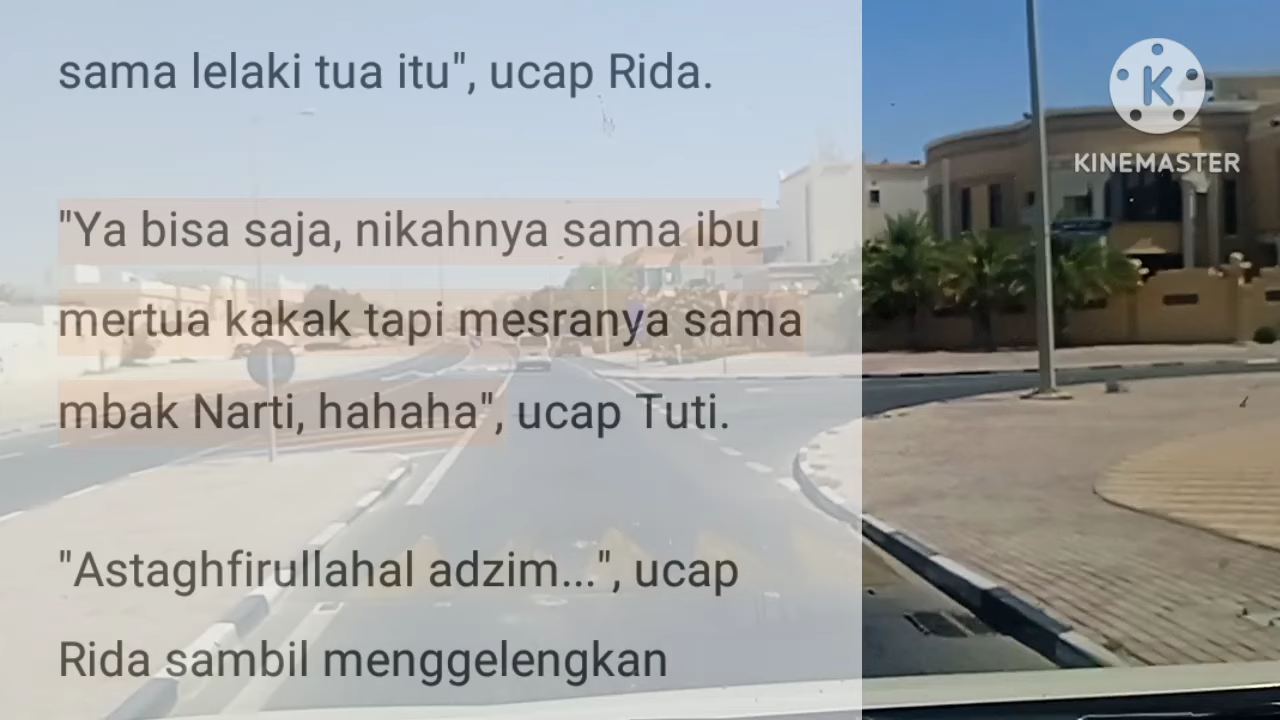 sama lelaki tua itu", ucap Rida.
"Ya bisa saja, nikahnya sama ibu
mertua kakak tapi mesranya sama
mbak Narti, hahaha", ucap Tuti.
"Astaghfirullahal adzim...", ucap
Rida sambil menggelengkan
K
KINEMASTER